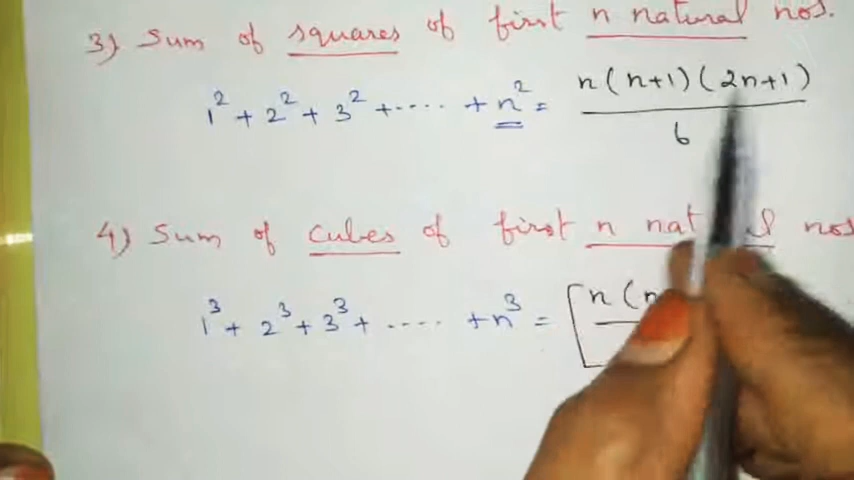 3) Sum of squares of first n natural nos.
1² + 2² + 3² + ---- + n² = n(n+1)(2n+1)
6
4) Sum of cubes of first n nos
1³ + 2³ + 3³ + ---- + n³ = [n(n